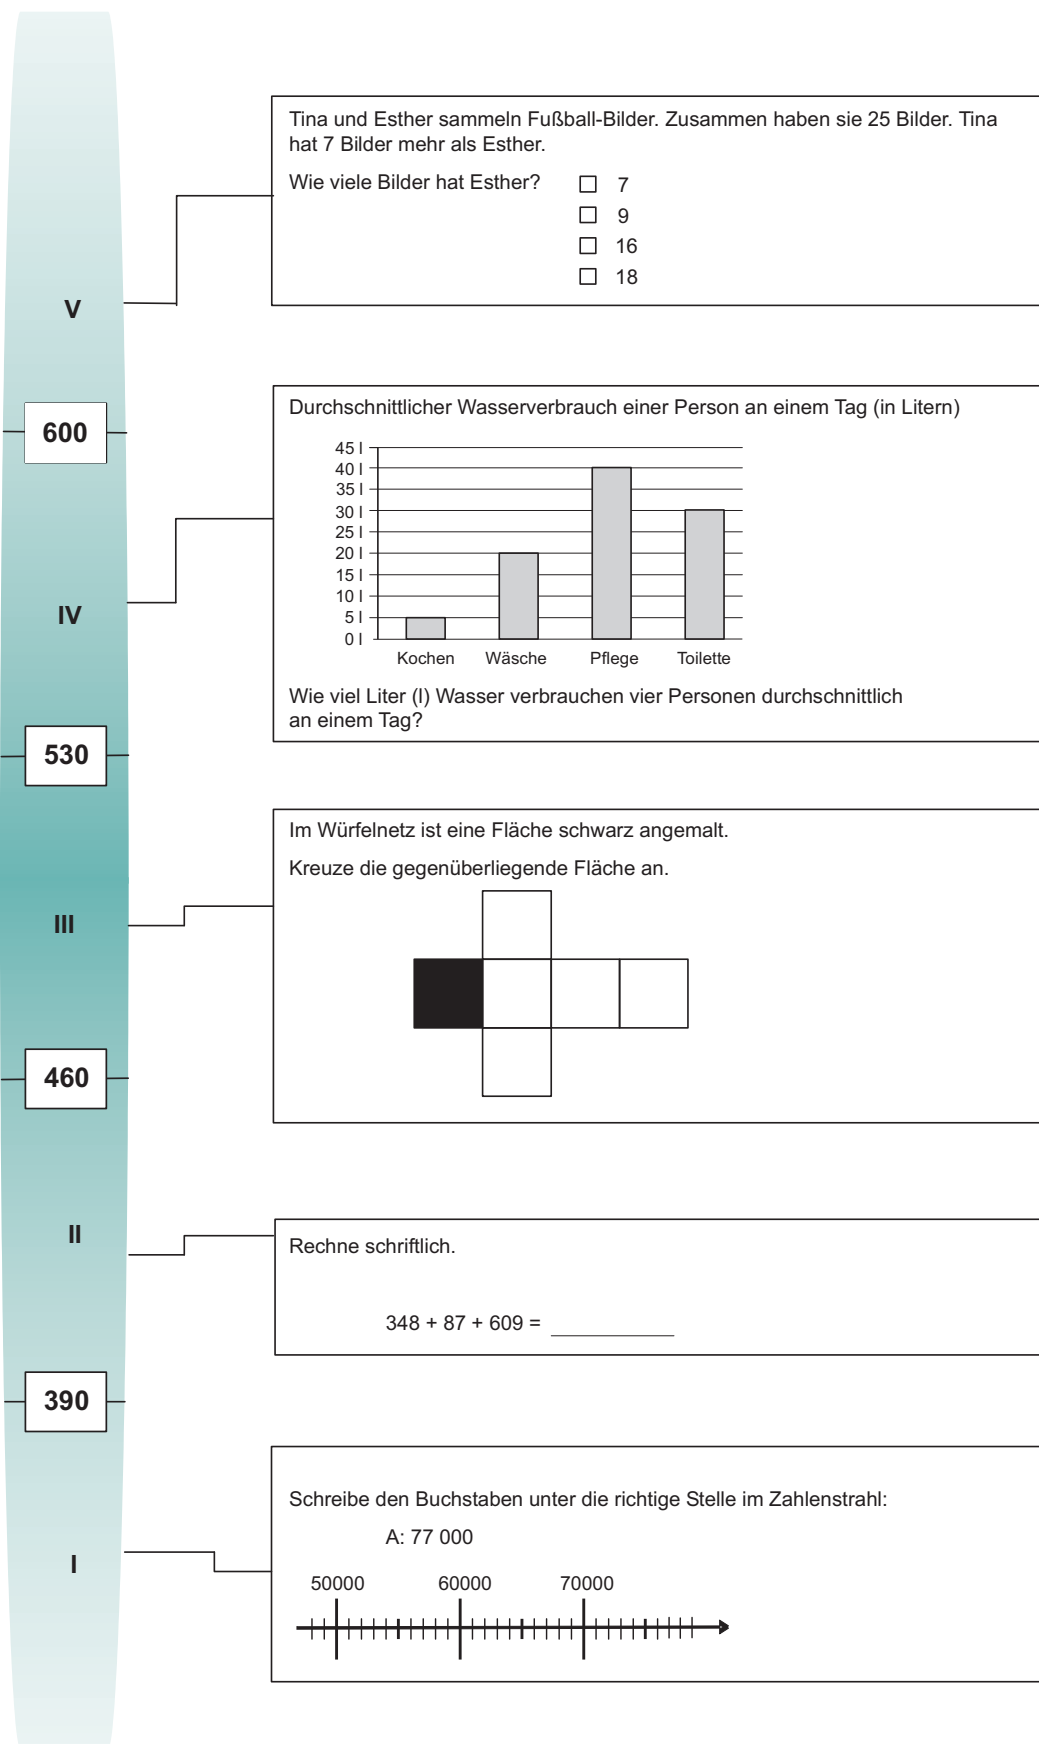 Tina und Esther sammeln Fußball-Bilder. Zusammen haben sie 25 Bilder. Tina
hat 7 Bilder mehr als Esther.
Wie viele Bilder hat Esther?
7
9
16
18
V
600
Durchschnittlicher Wasserverbrauch einer Person an einem Tag (in Litern)
45 l
40 l
35 l
30 l
25 l
20 l
15 l
10 l
5 l
0 l
Kochen Wäsche Pflege Toilette
Wie viel Liter (l) Wasser verbrauchen vier Personen durchschnittlich
an einem Tag?
IV
530
Im Würfelnetz ist eine Fläche schwarz angemalt.
Kreuze die gegenüberliegende Fläche an.
III
460
II
Rechne schriftlich.
348 + 87 + 609 =
390
Schreibe den Buchstaben unter die richtige Stelle im Zahlenstrahl:
A: 77 000
I
50000 60000 70000